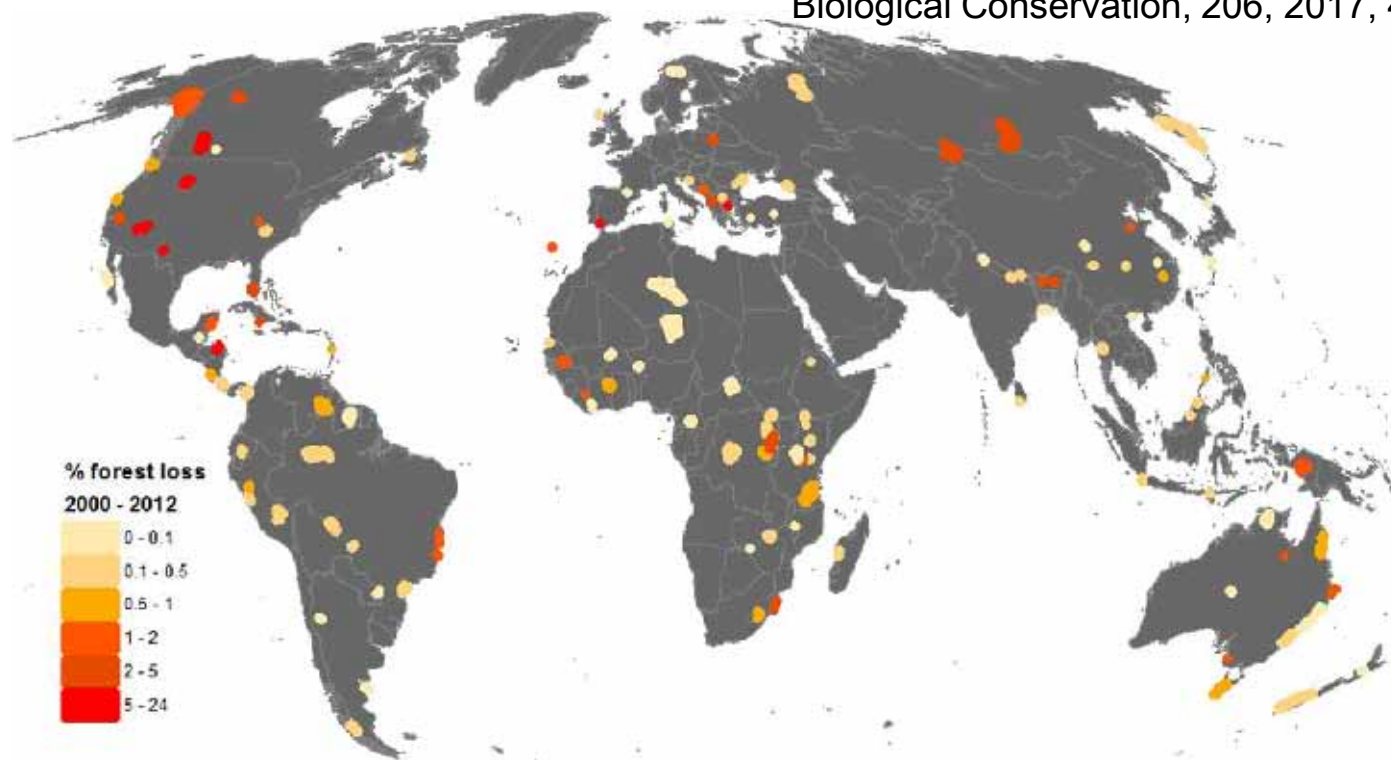 Biological Conservation, 206, 2017,
% forest loss
2000 - 2012
0 - 0.1
0.1 - 0.5
0.5 - 1
1 - 2
2 - 5
5 - 24